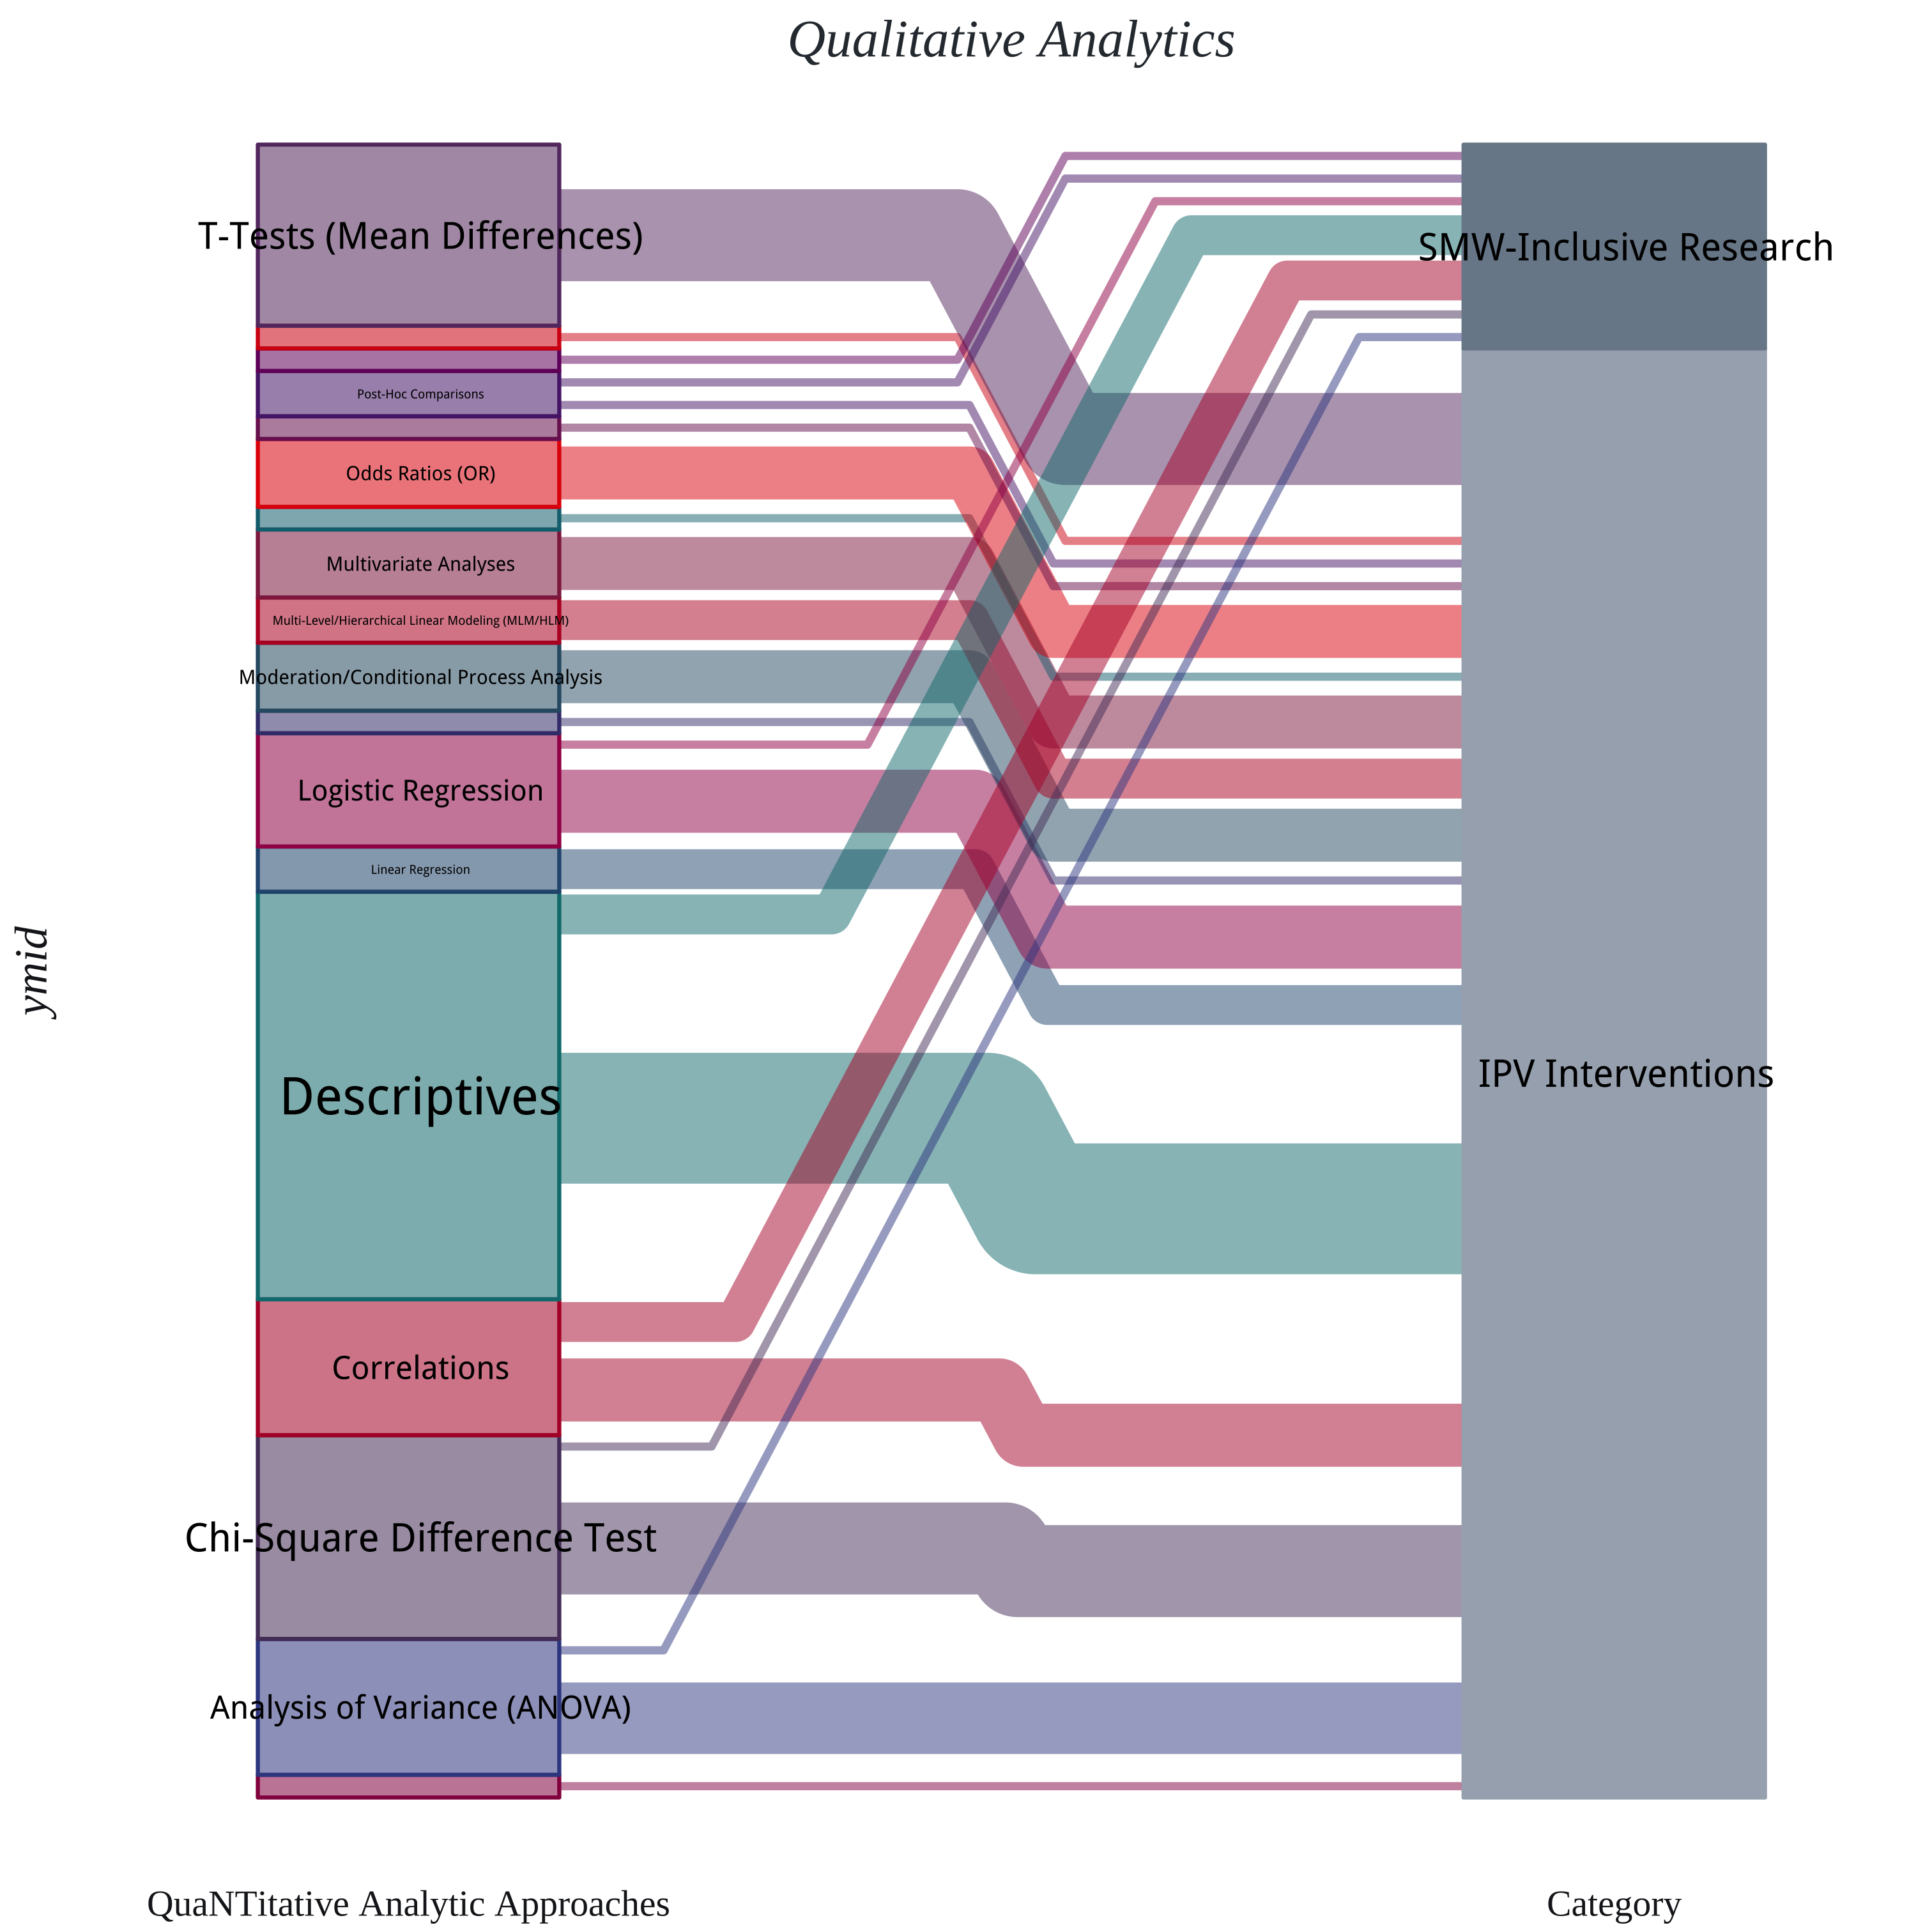 Qualitative Analytics
T-Tests (Mean Differences)
Post-Hoc Comparisons
Odds Ratios (OR)
Multivariate Analyses
Multi-Level/Hierarchical Linear Modeling (MLM/HLM)
Moderation/Conditional Process Analysis
Logistic Regression
Linear Regression
Descriptives
Correlations
Chi-Square Difference Test
Analysis of Variance (ANOVA)
SMW-Inclusive Research
IPV Interventions
ymid
QuaNTitative Analytic Approaches
Category